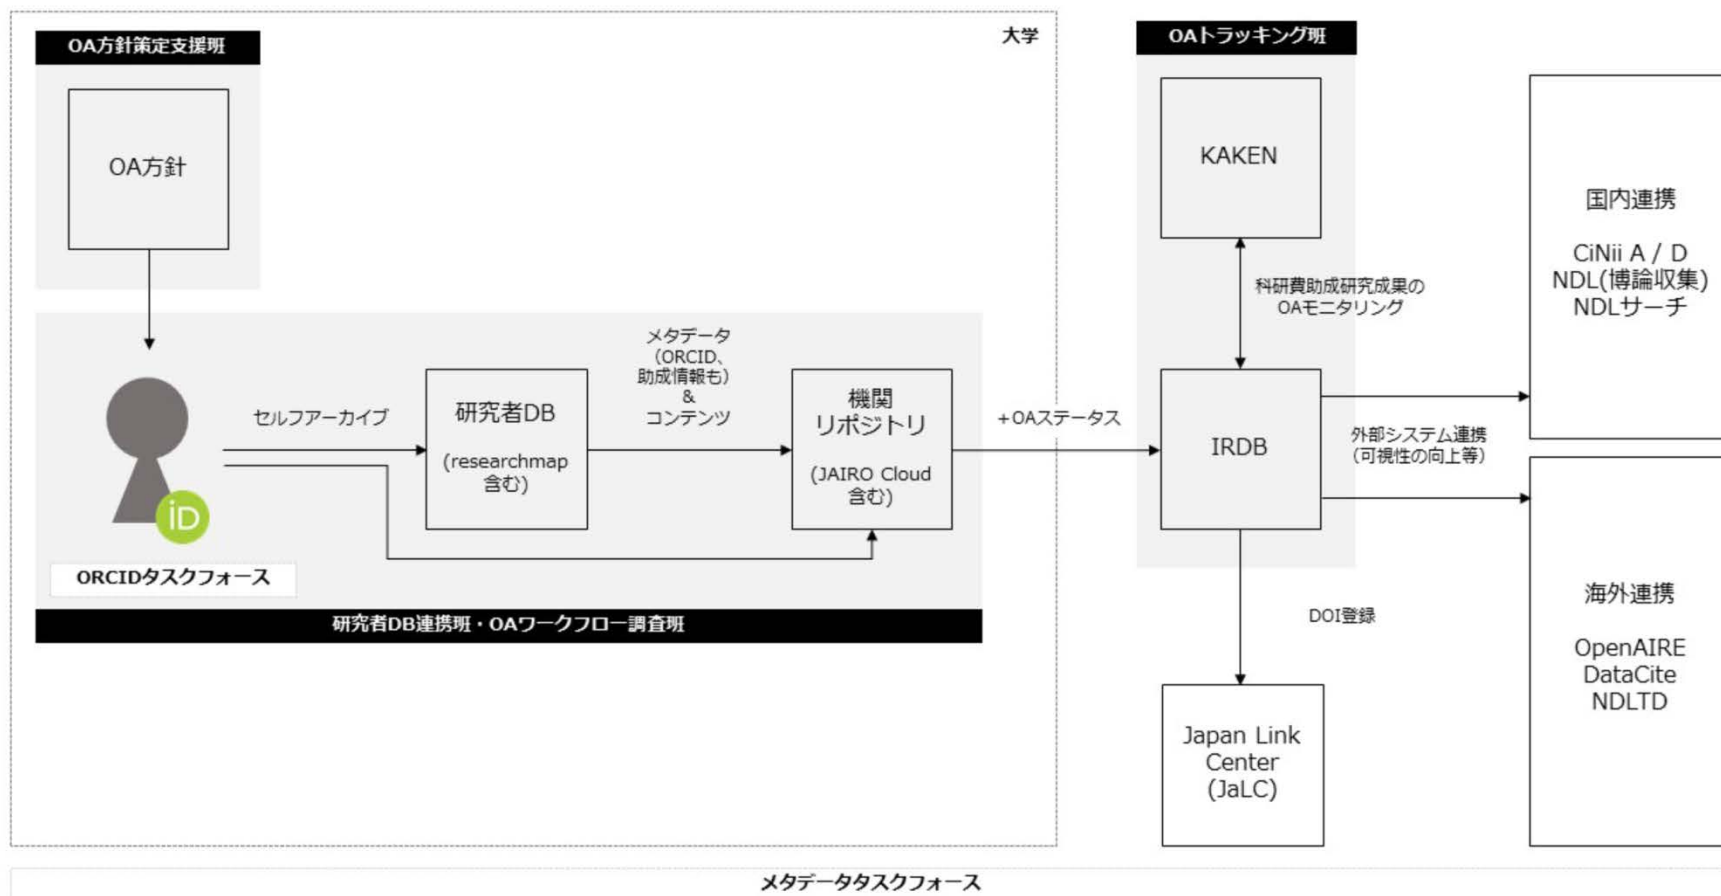 OA方針策定支援班
大学
OA方針
セルフアーカイブ
研究者DB
(researchmap
含む)
メタデータ
（ORCID、
助成情報も）
&
コンテンツ
機関
リポジトリ
(JAIRO Cloud
含む)
iD
ORCIDタスクフォース
研究者DB連携班・OAワークフロー調査班
+OAステータス
OAトラッキング班
KAKEN
科研費助成研究成果の
OAモニタリング
IRDB
外部システム連携
（可視性の向上等）
DOI登録
Japan Link
Center
(JaLC)
国内連携
CiNii A / D
NDL(博論収集)
NDLサーチ
海外連携
OpenAIRE
DataCite
NDLTD
メタデータタスクフォース